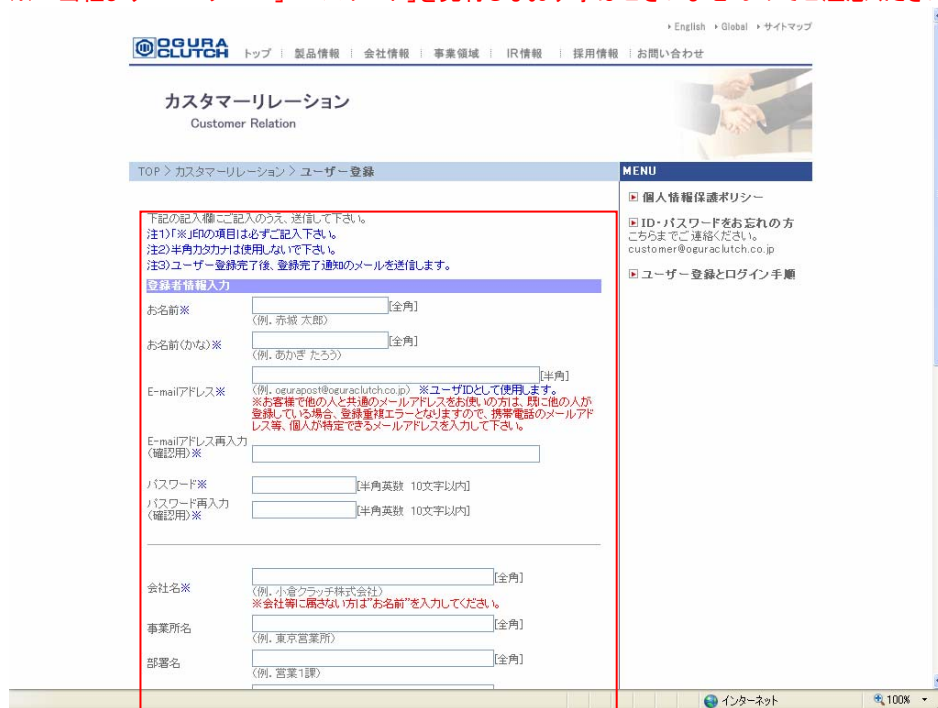 English Global サイトマップ
OGURA CLUTCH
トップ 製品情報 会社情報 事業領域 IR情報 採用情報 お問い合わせ
カスタマーリレーション
Customer Relation
TOP > カスタマーリレーション > ユーザー登録
MENU
個人情報保護ポリシー
ID・パスワードをお忘れの方
こちらまでご連絡ください。
customer@oguraclutch.co.jp
ユーザー登録とログイン手順
下記の記入欄にご記入のうえ、送信して下さい。
注1)「※」印の項目は必ずご記入下さい。
注2)半角カタカナは使用しないで下さい。
注3)ユーザー登録完了後、登録完了通知のメールを送信します。
登録者情報入力
お名前※ [全角]
(例. 赤城 太郎)
お名前(かな)※ [全角]
(例. あかぎ たろう)
E-mailアドレス※ [半角]
(例. ogurapost@oguraclutch.co.jp) ※ユーザIDとして使用します。
※お客様で他の人と共通のメールアドレスをお使いの方は、既に他の人が
登録している場合、登録重複エラーとなりますので、携帯電話のメールアド
レス等、個人が特定できるメールアドレスを入力して下さい。
E-mailアドレス再入力
(確認用)※
パスワード※ [半角英数 10文字以内]
パスワード再入力
(確認用)※ [半角英数 10文字以内]
会社名※ [全角]
(例. 小倉クラッチ株式会社)
※会社等に属さない方は"お名前"を入力してください。
事業所名 [全角]
(例. 東京営業所)
部署名 [全角]
(例. 営業1課)
インターネット 100%